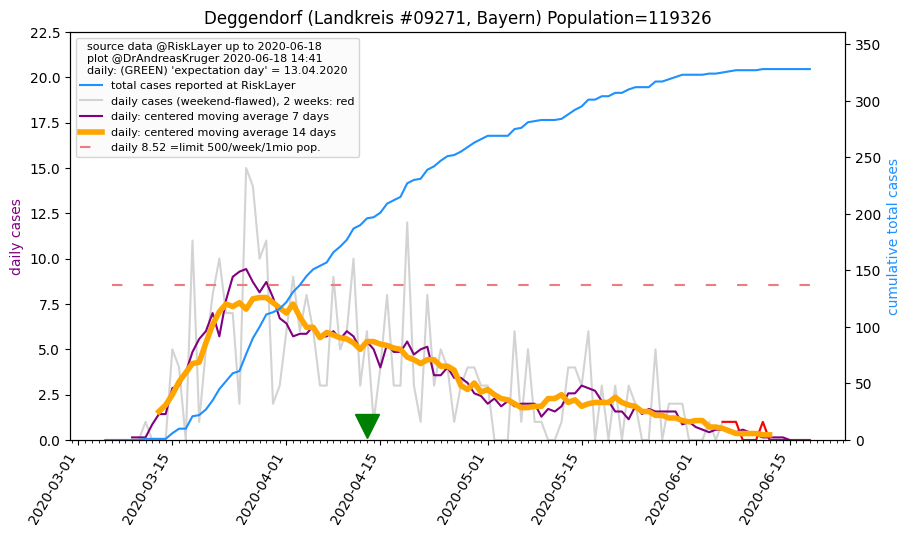 Deggendorf (Landkreis #09271, Bayern) Population=119326
source data @RiskLayer up to 2020-06-18
plot @DrAndreasKruger 2020-06-18 14:41
daily: (GREEN) 'expectation day' = 13.04.2020
total cases reported at RiskLayer
daily cases (weekend-flawed), 2 weeks: red
daily: centered moving average 7 days
daily: centered moving average 14 days
daily 8.52 =limit 500/week/1mio pop.
daily cases
22.5
20.0
17.5
15.0
12.5
10.0
7.5
5.0
2.5
0.0
350
300
250
200
150
100
50
0
cumulative total cases
2020-03-01
2020-03-15
2020-04-01
2020-04-15
2020-05-01
2020-05-15
2020-06-01
2020-06-15